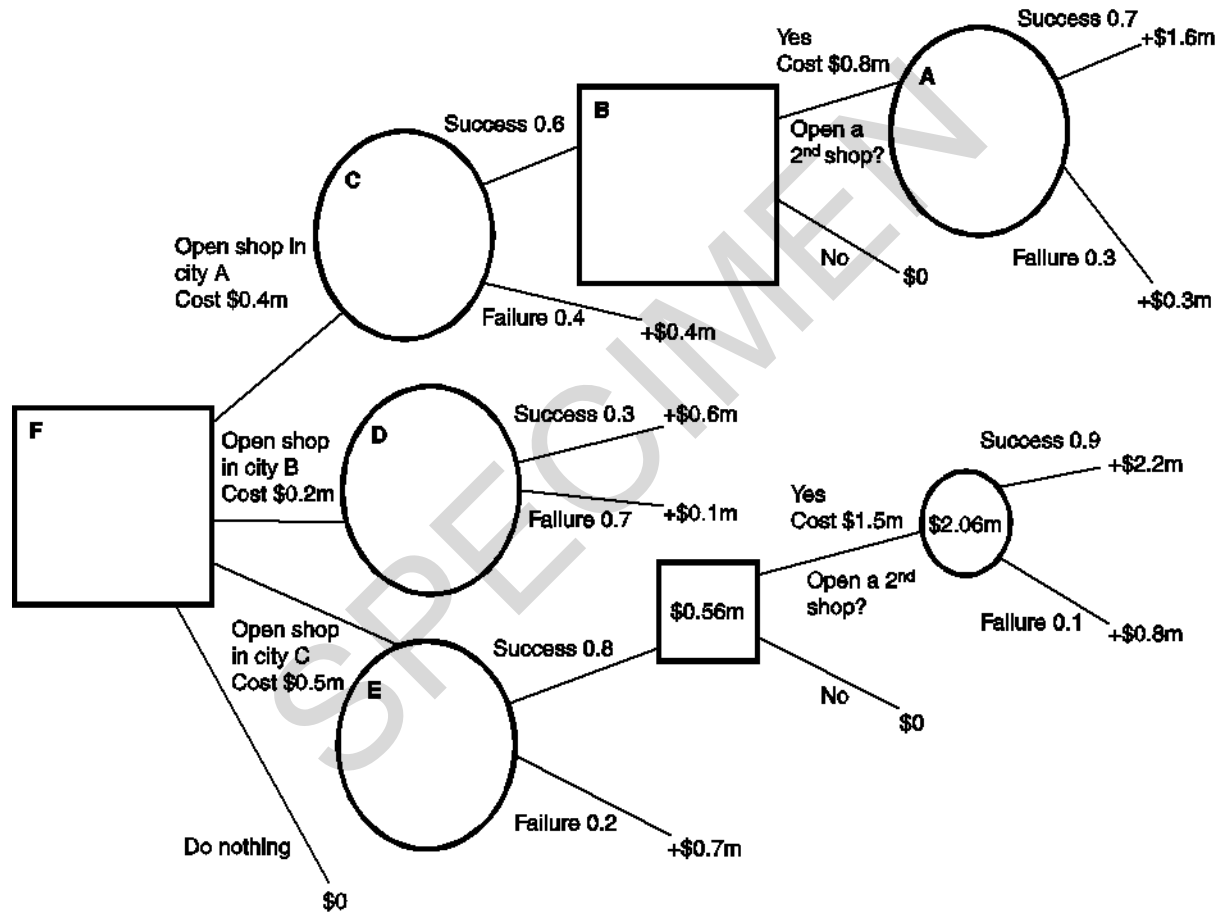 Success 0.7
+$1.6m
Yes
Cost $0.8m
A
B
Open a
2nd shop?
Success 0.6
C
No
$0
Failure 0.3
+$0.3m
Open shop in
city A
Cost $0.4m
Failure 0.4
+$0.4m
F
Open shop
in city B
Cost $0.2m
D
Success 0.3
+$0.6m
Failure 0.7
+$0.1m
Success 0.9
+$2.2m
Yes
Cost $1.5m
$2.06m
Open a 2nd
shop?
$0.56m
Failure 0.1
+$0.8m
Open shop
in city C
Cost $0.5m
E
Success 0.8
No
$0
Failure 0.2
+$0.7m
Do nothing
$0
SPECIMEN